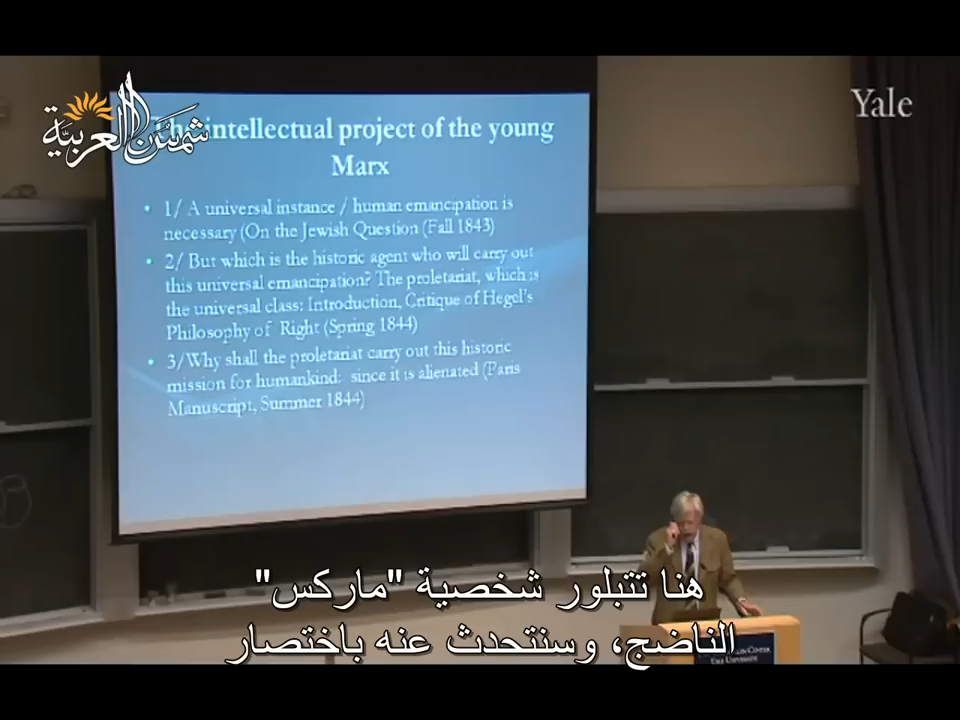 شمس العربية
Yale
The intellectual project of the young
Marx
• 1/ A universal instance / human emancipation is
necessary (On the Jewish Question (Fall 1843)
• 2/ But which is the historic agent who will carry out
this universal emancipation? The proletariat, which is
the universal class: Introduction, Critique of Hegel's
Philosophy of Right (Spring 1844)
• 3/Why shall the proletariat carry out this historic
mission for humankind: since it is alienated (Paris
Manuscript, Summer 1844)
هنا تتبلور شخصية "ماركس"
الناضج، وسنتحدث عنه باختصار
CENTER
YALE UNIVERSITY